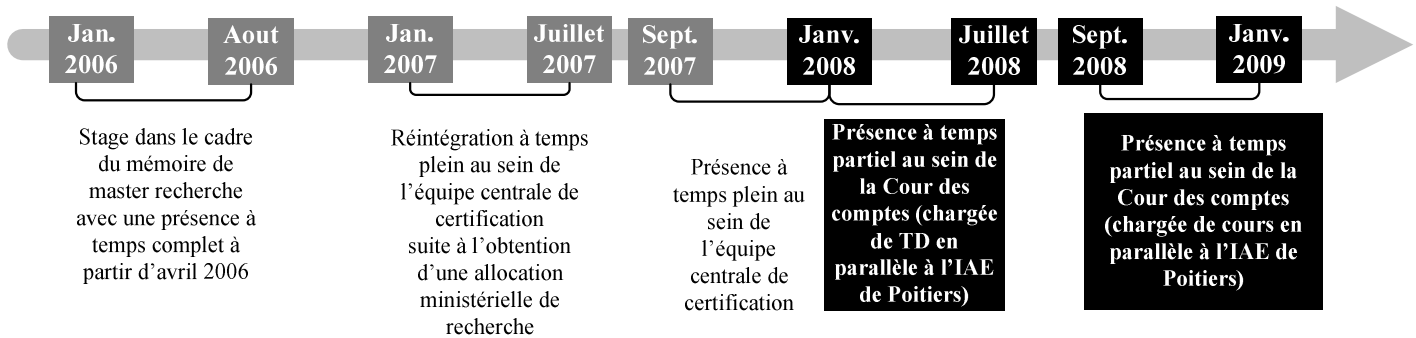 Jan.
2006
Aout
2006
Jan.
2007
Juillet
2007
Sept.
2007
Janv.
2008
Juillet
2008
Sept.
2008
Janv.
2009
Stage dans le cadre
du mémoire de
master recherche
avec une présence à
temps complet à
partir d’avril 2006
Réintégration à temps
plein au sein de
l’équipe centrale de
certification
suite à l’obtention
d’une allocation
ministérielle de
recherche
Présence à
temps plein au
sein de
l’équipe
centrale de
certification
Présence à temps
partiel au sein de
la Cour des
comptes (chargée
de TD en
parallèle à l’IAE
de Poitiers)
Présence à temps
partiel au sein de la
Cour des comptes
(chargée de cours en
parallèle à l’IAE de
Poitiers)